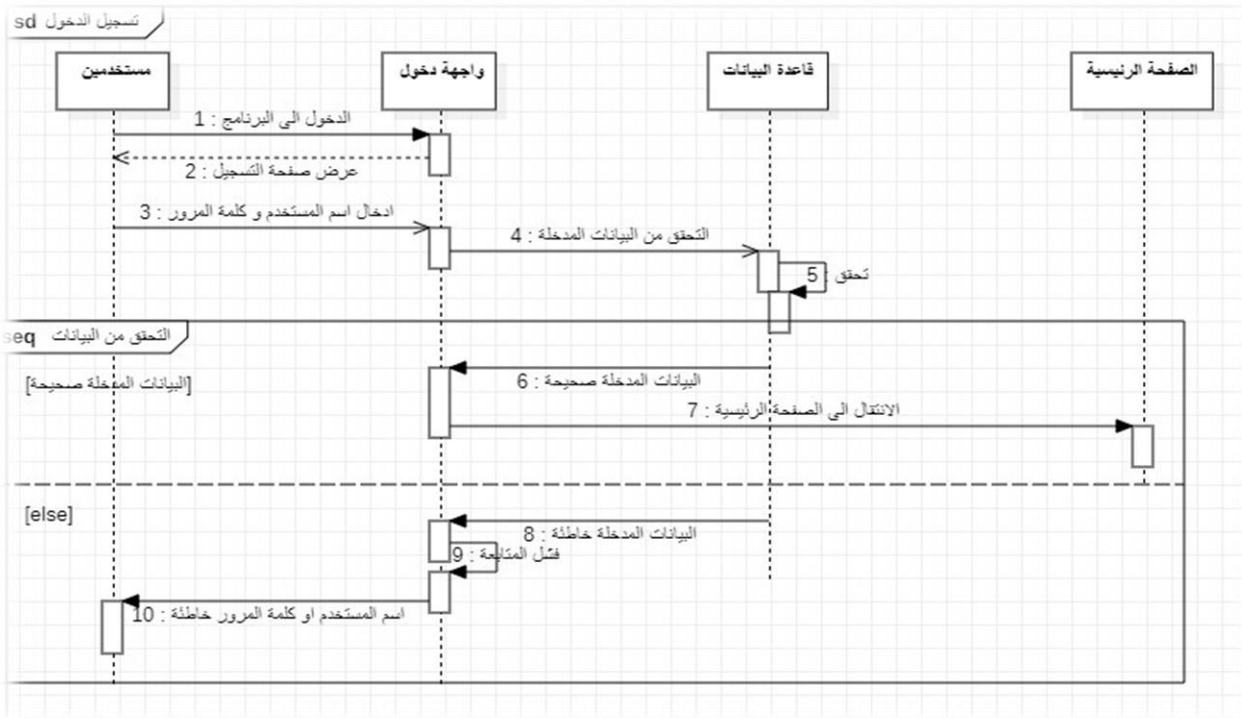 sd تسجيل الدخول
مستخدمين
واجهة دخول
قاعدة البيانات
الصفحة الرئيسية
1 : الدخول الى البرنامج
2 : عرض صفحة التسجيل
3 : ادخال اسم المستخدم و كلمة المرور
4 : التحقق من البيانات المدخلة
5 : تحقق
seq التحقق من البيانات
[البيانات المدخلة صحيحة]
6 : البيانات المدخلة صحيحة
7 : الانتقال الى الصفحة الرئيسية
[else]
8 : البيانات المدخلة خاطئة
9 : فشل المتابعة
10 : اسم المستخدم او كلمة المرور خاطئة